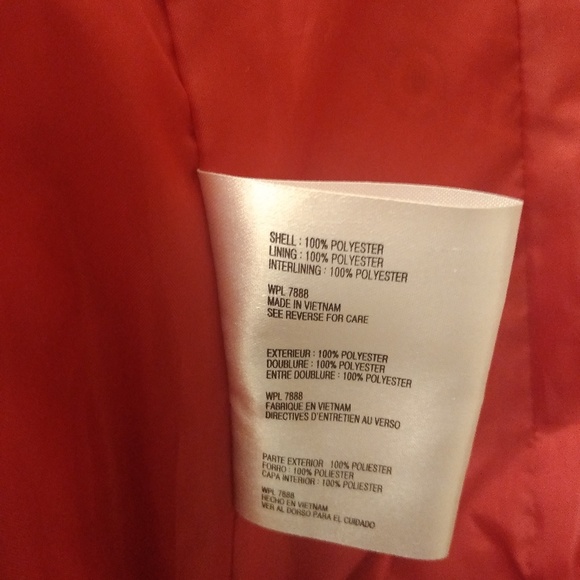 SHELL : 100% POLYESTER
LINING : 100% POLYESTER
INTERLINING : 100% POLYESTER
WPL 7888
MADE IN VIETNAM
SEE REVERSE FOR CARE
EXTERIEUR : 100% POLYESTER
DOUBLURE : 100% POLYESTER
ENTRE DOUBLURE : 100% POLYESTER
WPL 7888
FABRIQUE EN VIETNAM
DIRECTIVES D'ENTRETIEN AU VERSO
PARTE EXTERIOR 100% POLIESTER
FORRO : 100% POLIESTER
CAPA INTERIOR : 100% POLIESTER
WPL 7888
HECHO EN VIETNAM
VER AL DORSO PARA EL CUIDADO